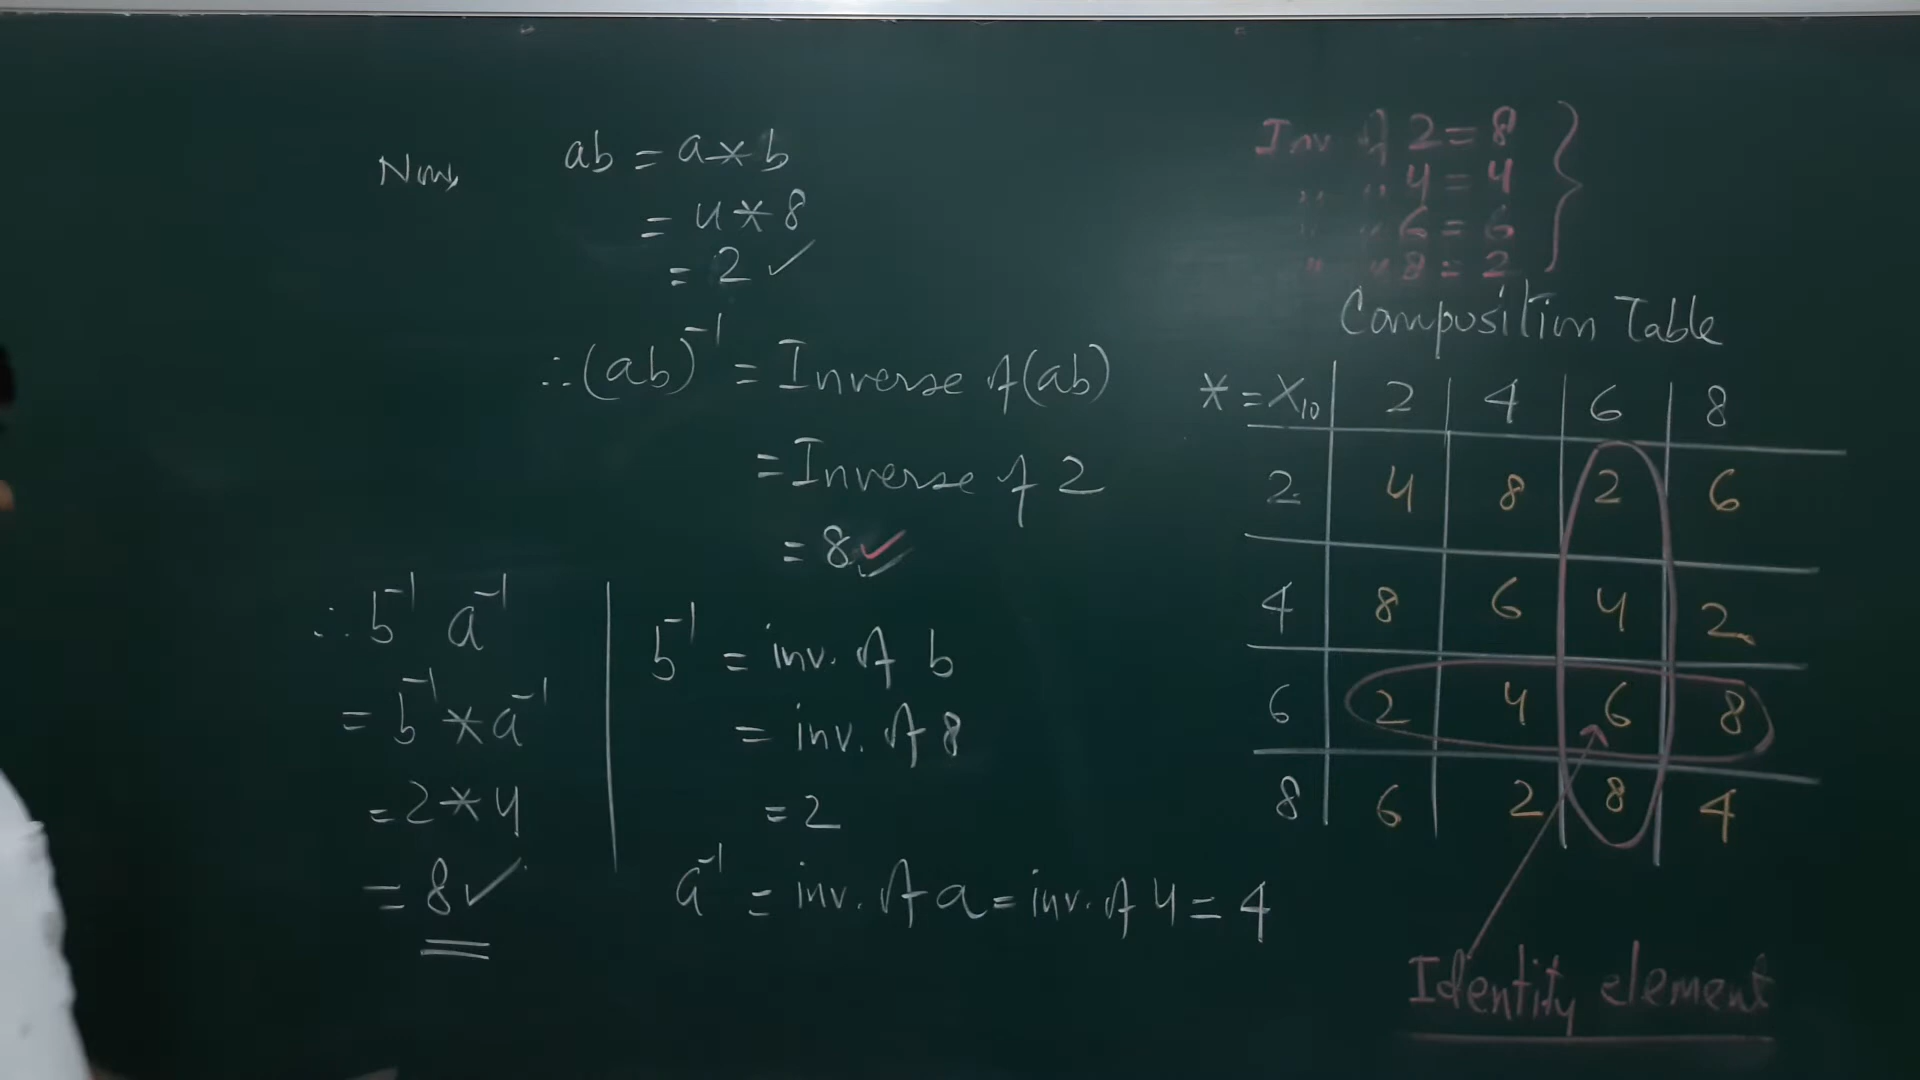 Now, ab = a * b
= 4 * 8
= 2 ✓
∴ (ab)⁻¹ = Inverse of (ab)
= Inverse of 2
= 8 ✓
∴ b⁻¹ a⁻¹
= b⁻¹ * a⁻¹
= 2 * 4
= 8 ✓
b⁻¹ = inv. of b
= inv. of 8
= 2
a⁻¹ = inv. of a = inv. of 4 = 4
Inv of 2 = 8
" " 4 = 4
" " 6 = 6
" " 8 = 2
Composition Table
* = X₁₀ 2 4 6 8
2 4 8 2 6
4 8 6 4 2
6 2 4 6 8
8 6 2 8 4
Identity element